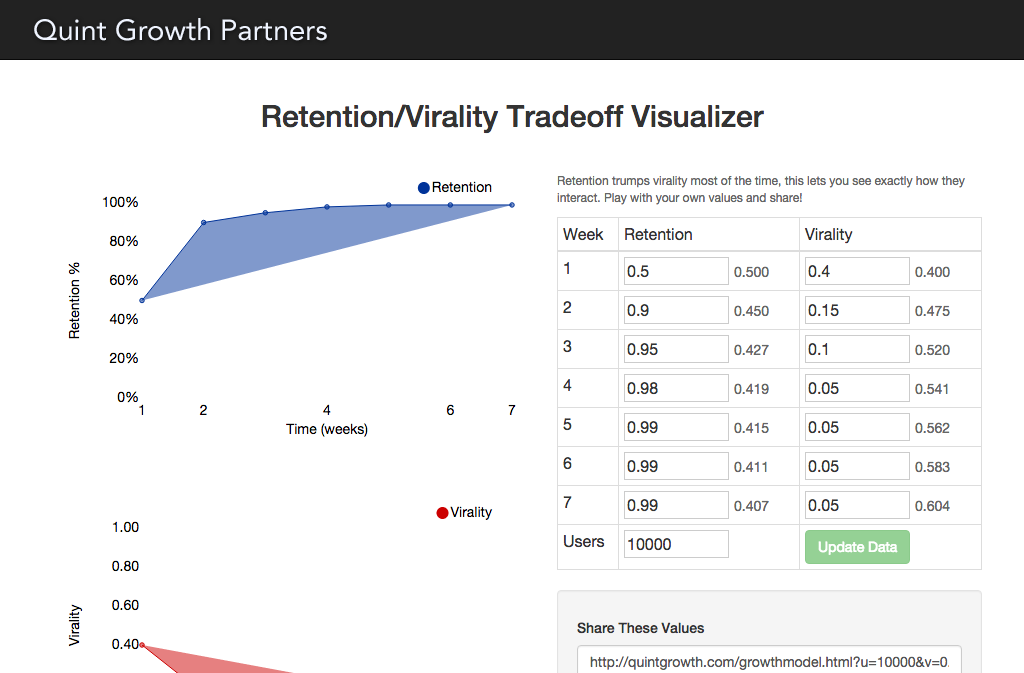 Quint Growth Partners
Retention/Virality Tradeoff Visualizer
Retention
100%
80%
60%
40%
20%
0%
Retention %
1 2 4 6 7
Time (weeks)
Virality
1.00
0.80
0.60
0.40
Virality
Retention trumps virality most of the time, this lets you see exactly how they
interact. Play with your own values and share!
Week Retention Virality
1 0.5 0.500 0.4 0.400
2 0.9 0.450 0.15 0.475
3 0.95 0.427 0.1 0.520
4 0.98 0.419 0.05 0.541
5 0.99 0.415 0.05 0.562
6 0.99 0.411 0.05 0.583
7 0.99 0.407 0.05 0.604
Users 10000 Update Data
Share These Values
http://quintgrowth.com/growthmodel.html?u=10000&v=0.